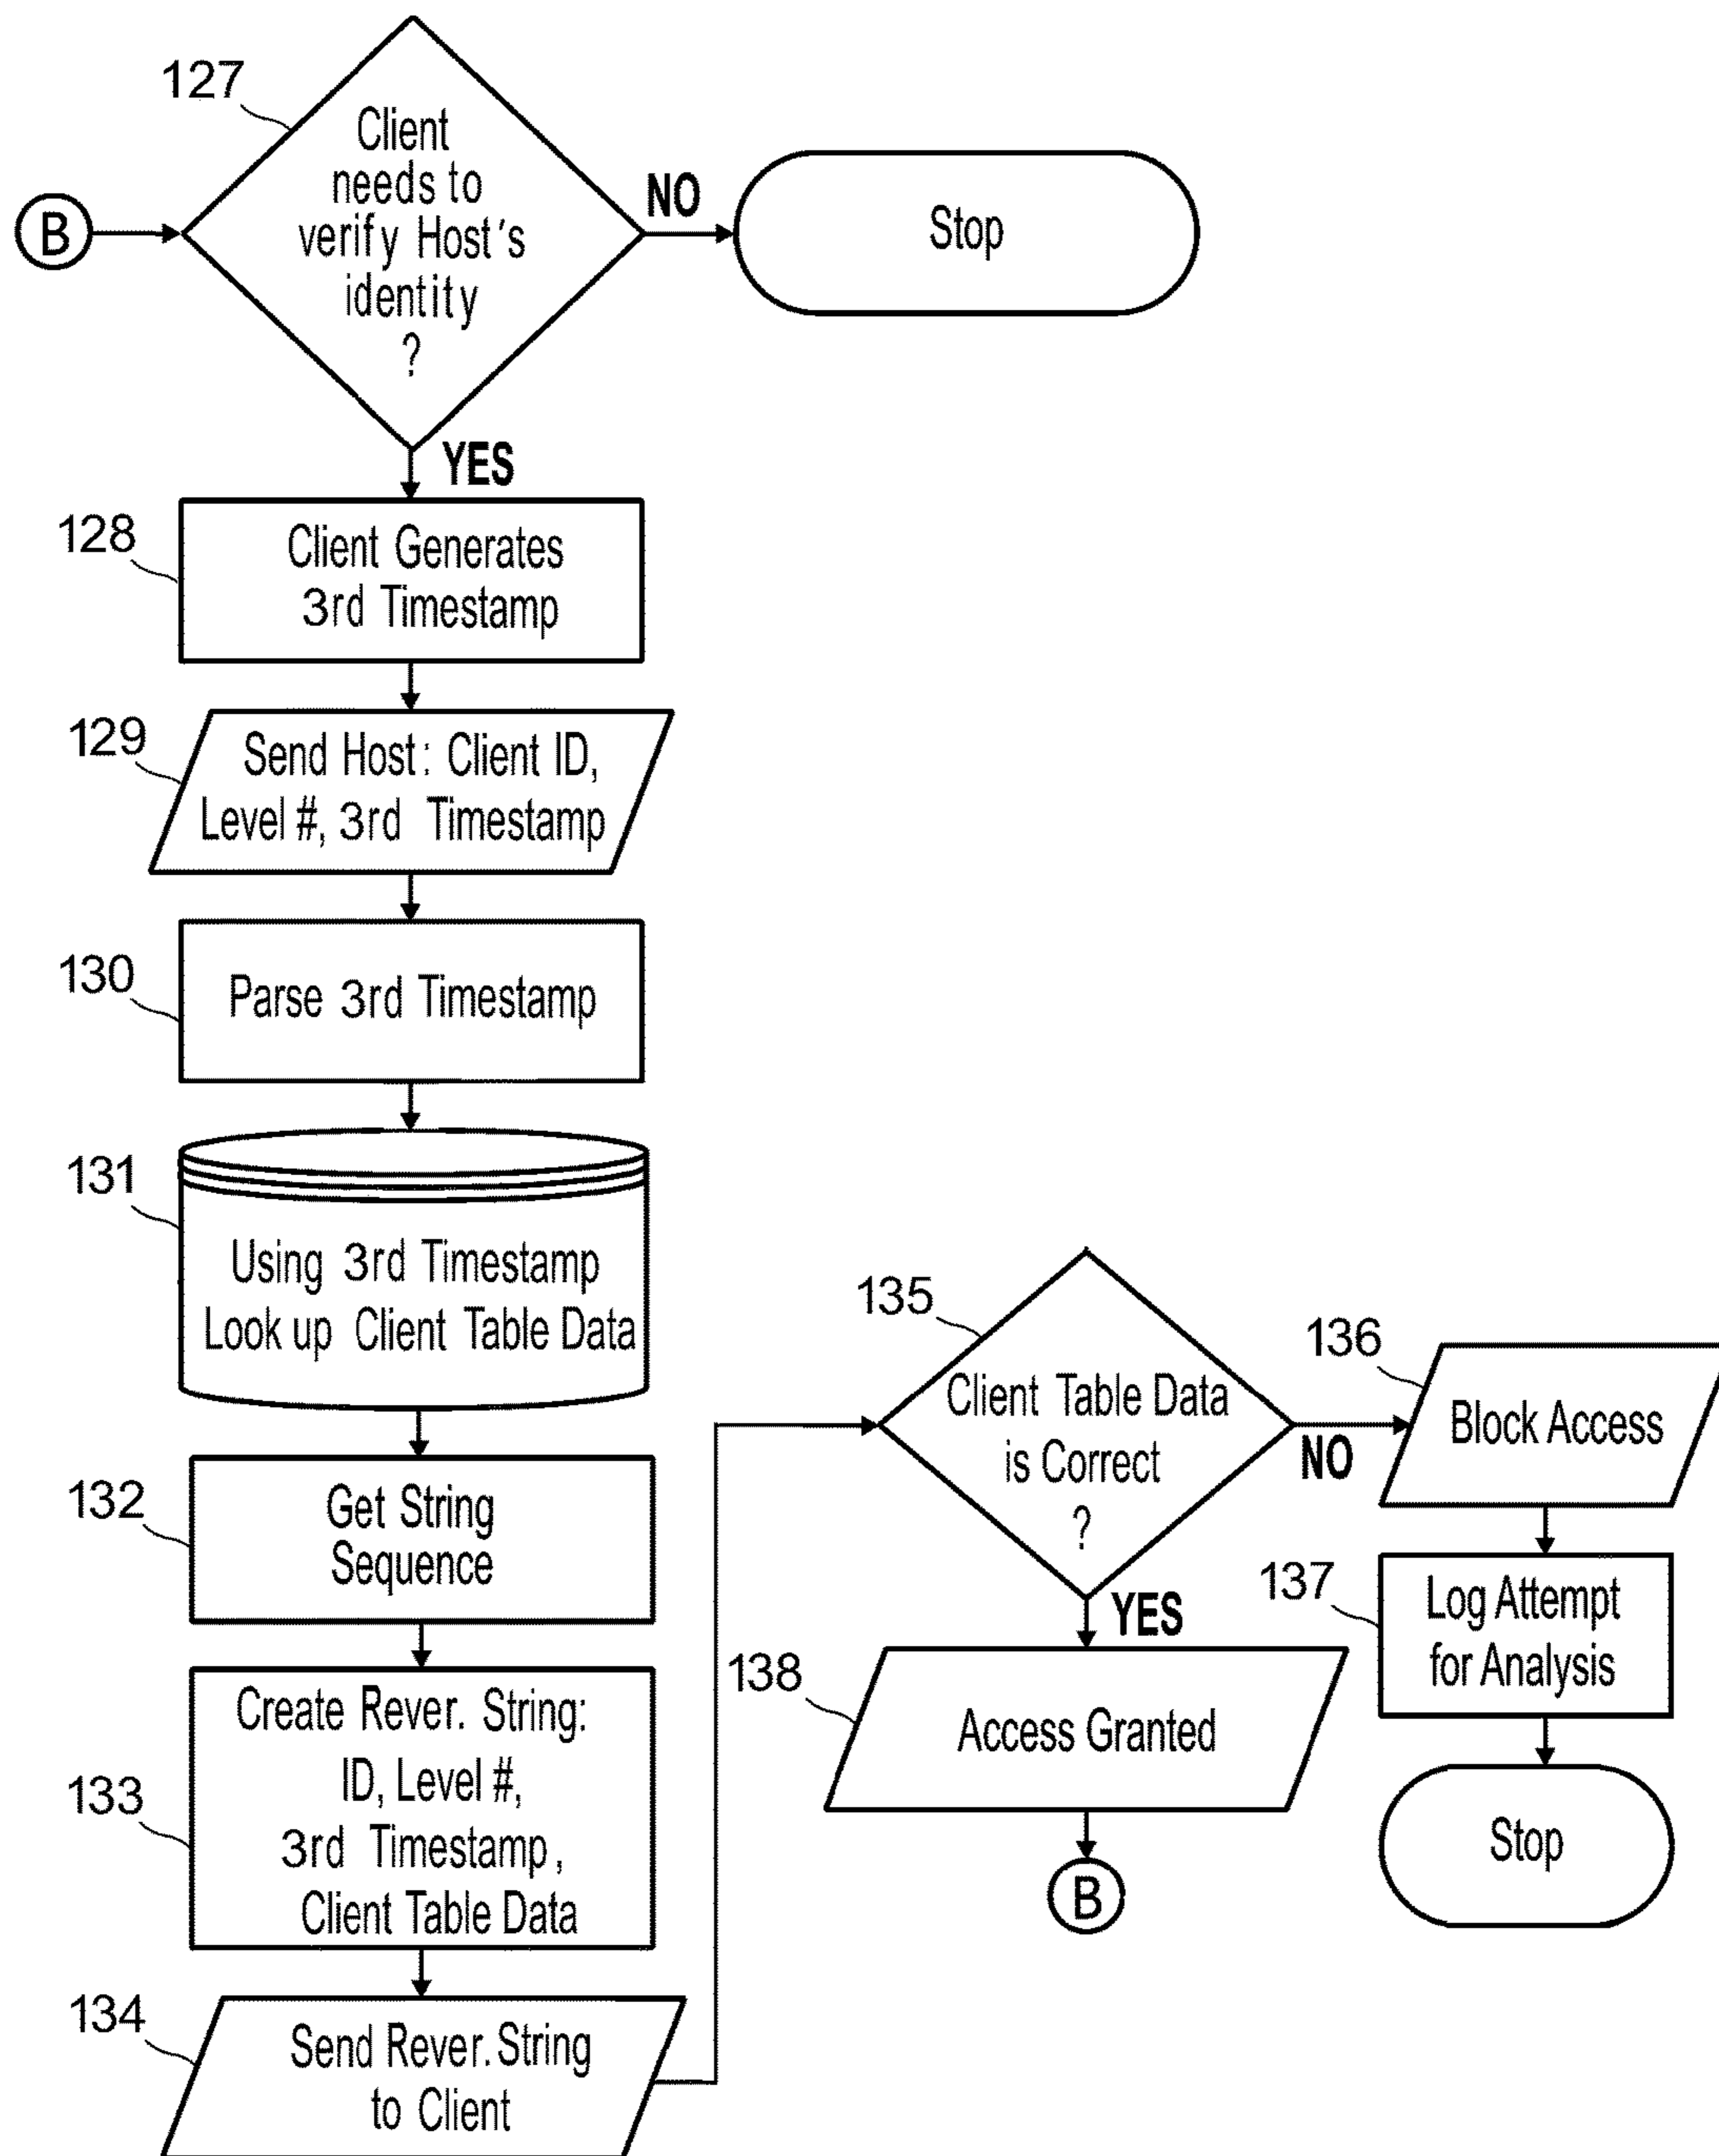 127
Client
needs to
verify Host's
identity
?
B
NO
Stop
YES
128
Client Generates
3rd Timestamp
129
Send Host: Client ID,
Level #, 3rd Timestamp
130
Parse 3rd Timestamp
131
Using 3rd Timestamp
Look up Client Table Data
132
Get String
Sequence
133
Create Rever. String:
ID, Level #,
3rd Timestamp,
Client Table Data
134
Send Rever.String
to Client
135
Client Table Data
is Correct
?
NO
136
Block Access
137
Log Attempt
for Analysis
Stop
YES
138
Access Granted
B